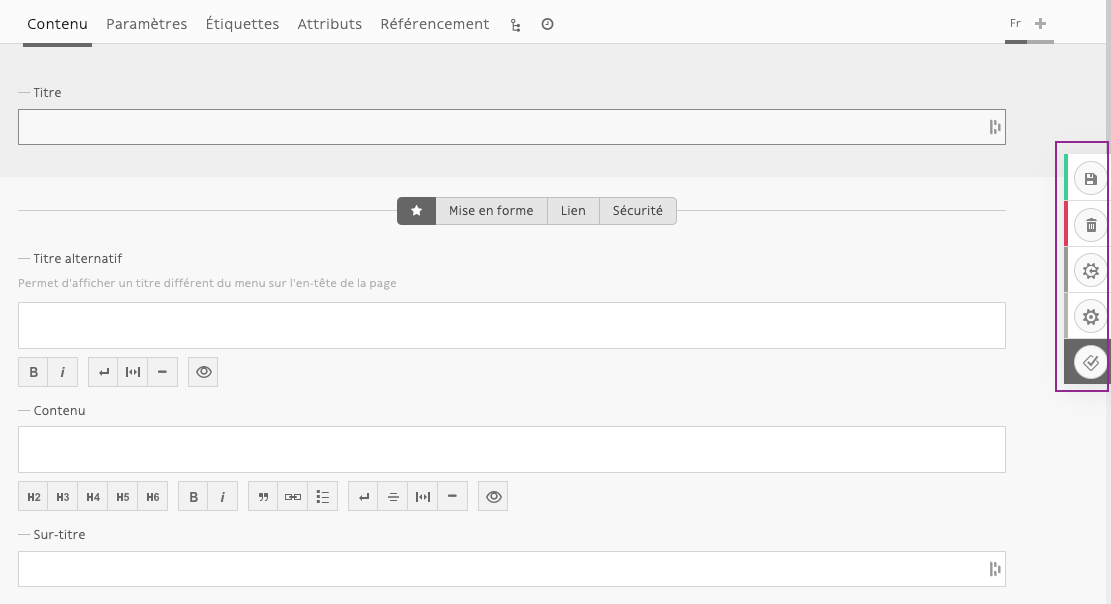 Contenu Paramètres Étiquettes Attributs Référencement Fr
Titre
Mise en forme Lien Sécurité
Titre alternatif
Permet d'afficher un titre différent du menu sur l'en-tête de la page
B i
Contenu
H2 H3 H4 H5 H6 B i
Sur-titre